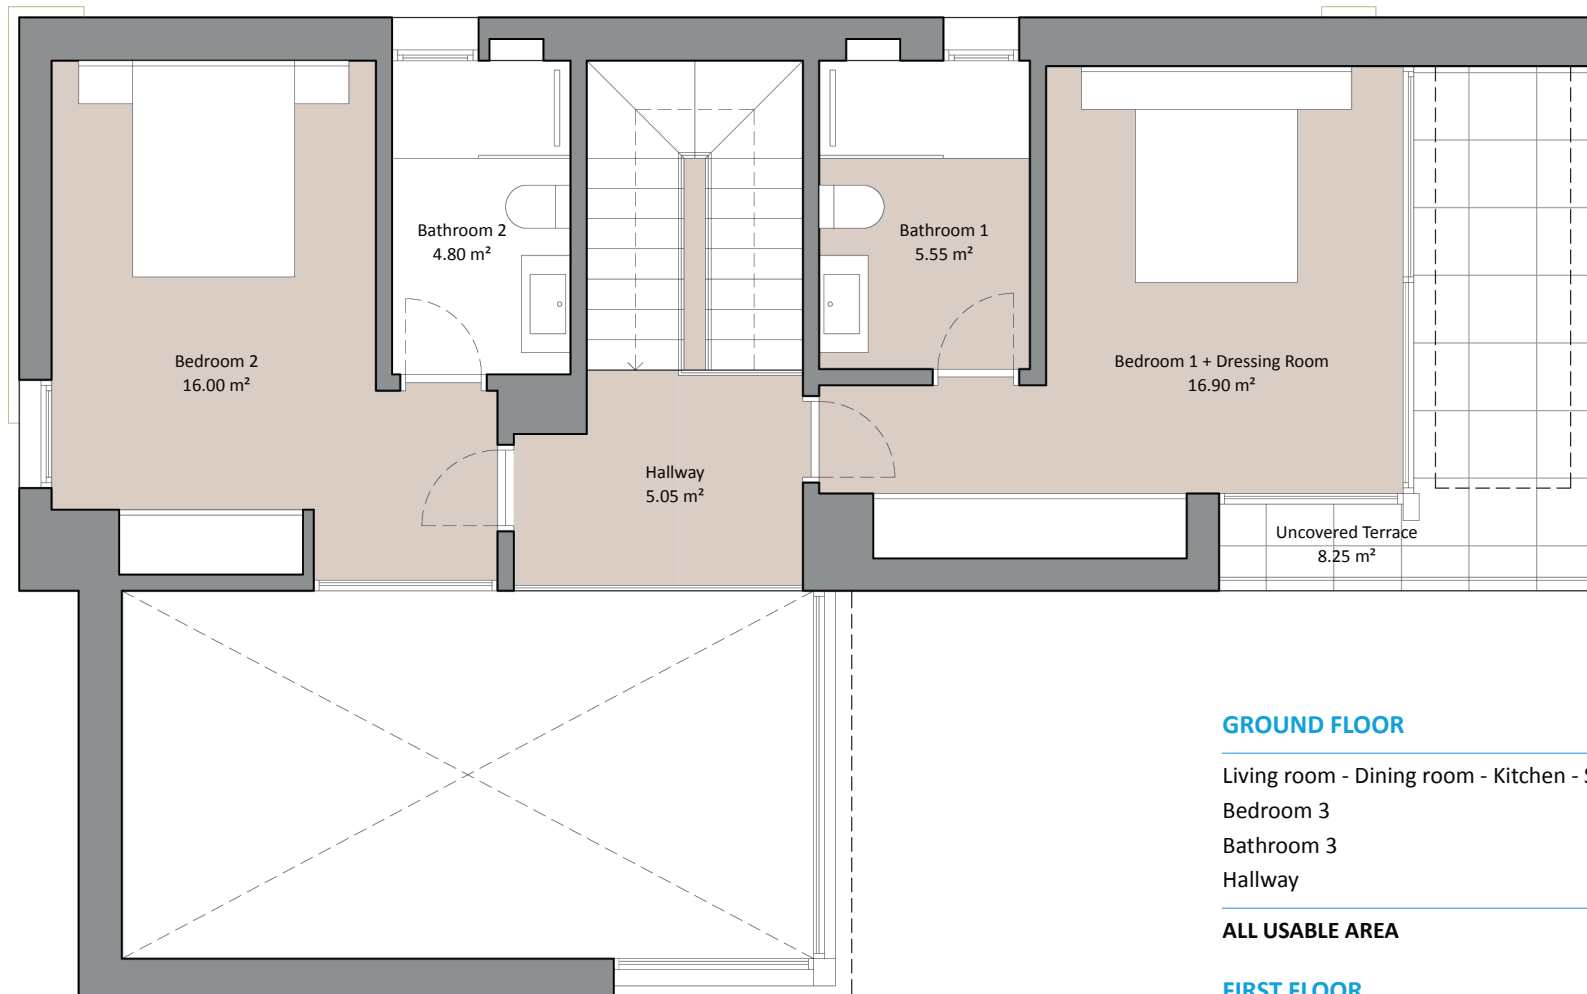 Bathroom 2
4.80 m²
Bathroom 1
5.55 m²
Bedroom 2
16.00 m²
Bedroom 1 + Dressing Room
16.90 m²
Hallway
5.05 m²
Uncovered Terrace
8.25 m²
GROUND FLOOR
Living room - Dining room - Kitchen -
Bedroom 3
Bathroom 3
Hallway
ALL USABLE AREA
FIRST FLOOR